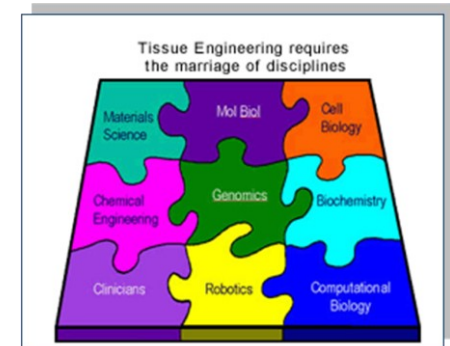 Tissue Engineering requires
the marriage of disciplines
Materials
Science
Mol Biol
Cell
Biology
Chemical
Engineering
Genomics
Biochemistry
Clinicians
Robotics
Computational
Biology